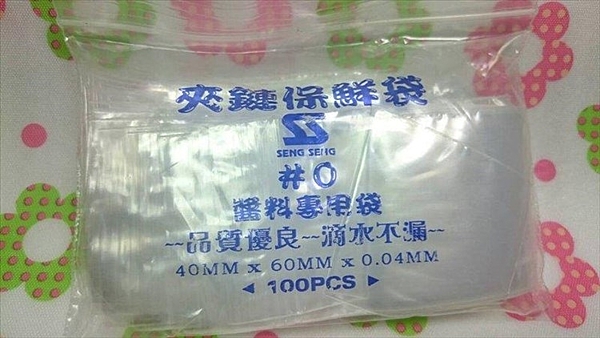 夾鏈保鮮袋
SENG SENG
#0
醬料專用袋
~~品質優良~~滴水不漏~~
40MM x 60MM x 0.04MM
◀ 100PCS ▶